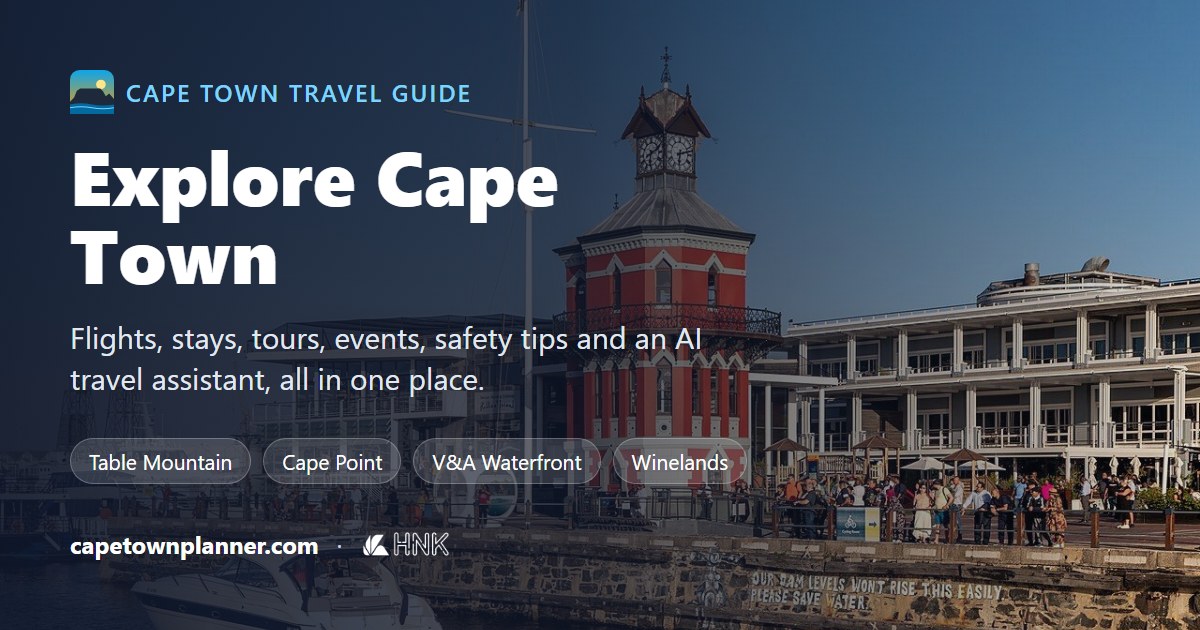 CAPE TOWN TRAVEL GUIDE
Explore Cape
Town
Flights, stays, tours, events, safety tips and an AI
travel assistant, all in one place.
Table Mountain
Cape Point
V&A Waterfront
Winelands
capetownplanner.com · HNK
OUR DAM LEVELS WON'T RISE THIS EASILY.
PLEASE SAVE WATER.